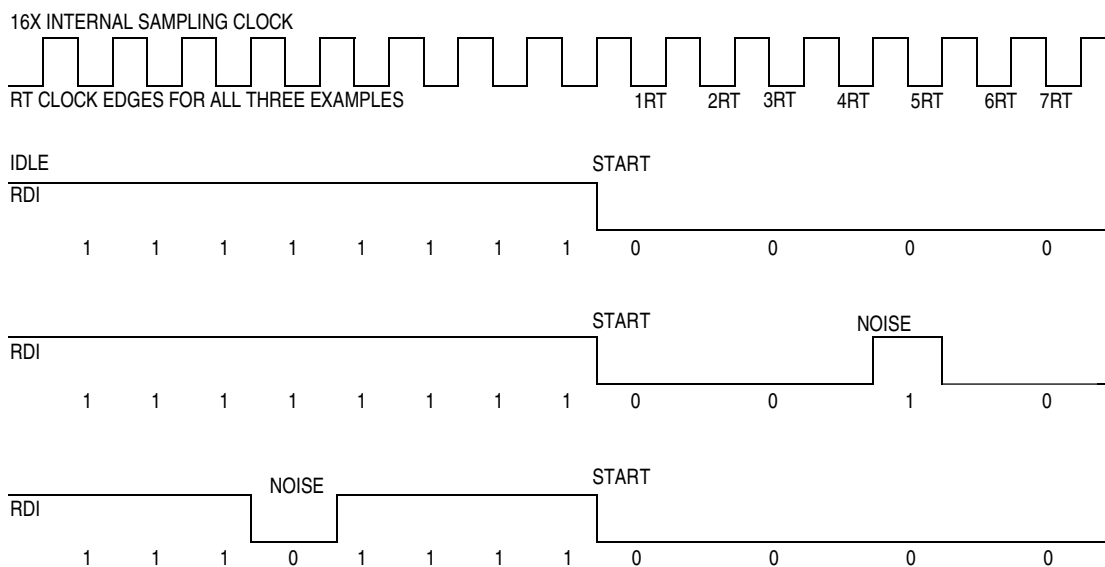 16X INTERNAL SAMPLING CLOCK
RT CLOCK EDGES FOR ALL THREE EXAMPLES 1RT 2RT 3RT 4RT 5RT 6RT 7RT
IDLE START
RDI
1 1 1 1 1 1 1 1 0 0 0 0
START NOISE
RDI
1 1 1 1 1 1 1 1 0 0 1 0
NOISE START
RDI
1 1 1 0 1 1 1 1 0 0 0 0